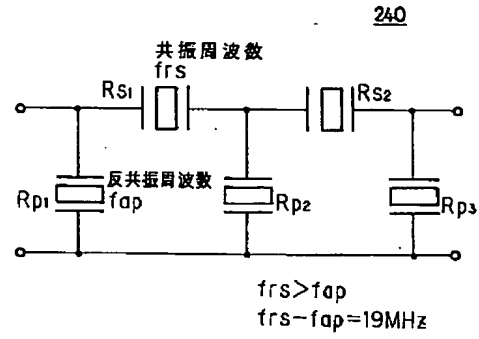 240
共振周波数
frs
Rs1
Rs2
反共振周波数
fap
Rp1
Rp2
Rp3
frs>fap
frs-fap=19MHz